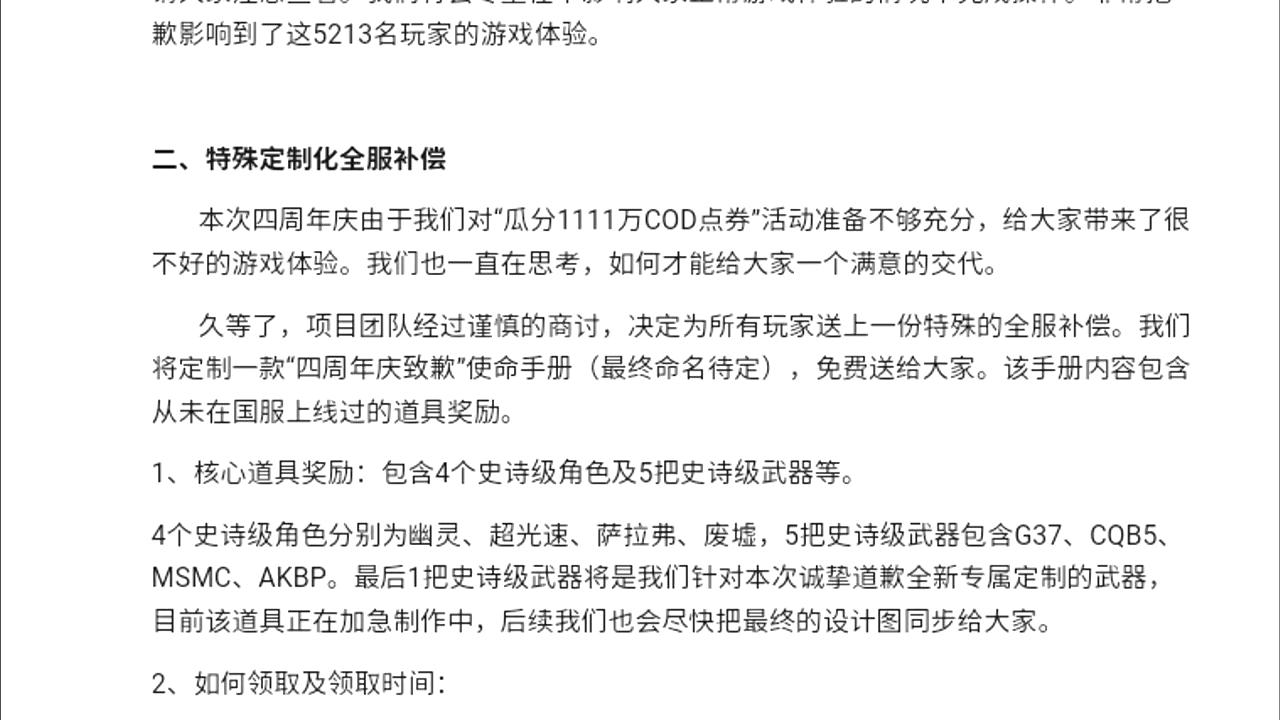 歉影响到了这5213名玩家的游戏体验。
二、特殊定制化全服补偿
本次四周年庆由于我们对“瓜分1111万COD点券”活动准备不够充分，给大家带来了很
不好的游戏体验。我们也一直在思考，如何才能给大家一个满意的交代。
久等了，项目团队经过谨慎的商讨，决定为所有玩家送上一份特殊的全服补偿。我们
将定制一款“四周年庆致歉”使命手册（最终命名待定），免费送给大家。该手册内容包含
从未在国服上线过的道具奖励。
1、核心道具奖励：包含4个史诗级角色及5把史诗级武器等。
4个史诗级角色分别为幽灵、超光速、萨拉弗、废墟，5把史诗级武器包含G37、CQB5、
MSMC、AKBP。最后1把史诗级武器将是我们针对本次诚挚道歉全新专属定制的武器，
目前该道具正在加急制作中，后续我们也会尽快把最终的设计图同步给大家。
2、如何领取及领取时间：